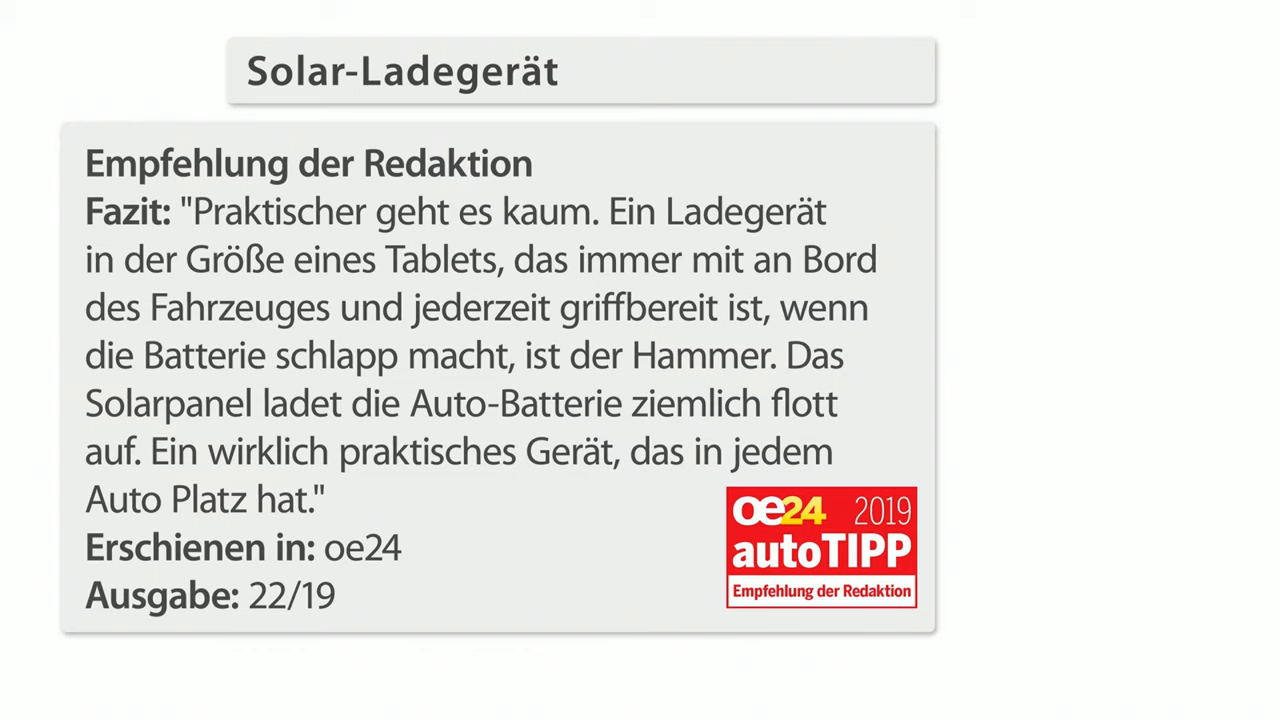 Solar-Ladegerät
Empfehlung der Redaktion
Fazit: "Praktischer geht es kaum. Ein Ladegerät
in der Größe eines Tablets, das immer mit an Bord
des Fahrzeuges und jederzeit griffbereit ist, wenn
die Batterie schlapp macht, ist der Hammer. Das
Solarpanel ladet die Auto-Batterie ziemlich flott
auf. Ein wirklich praktisches Gerät, das in jedem
Auto Platz hat."
Erschienen in: oe24
Ausgabe: 22/19
oe24 2019
autoTIPP
Empfehlung der Redaktion